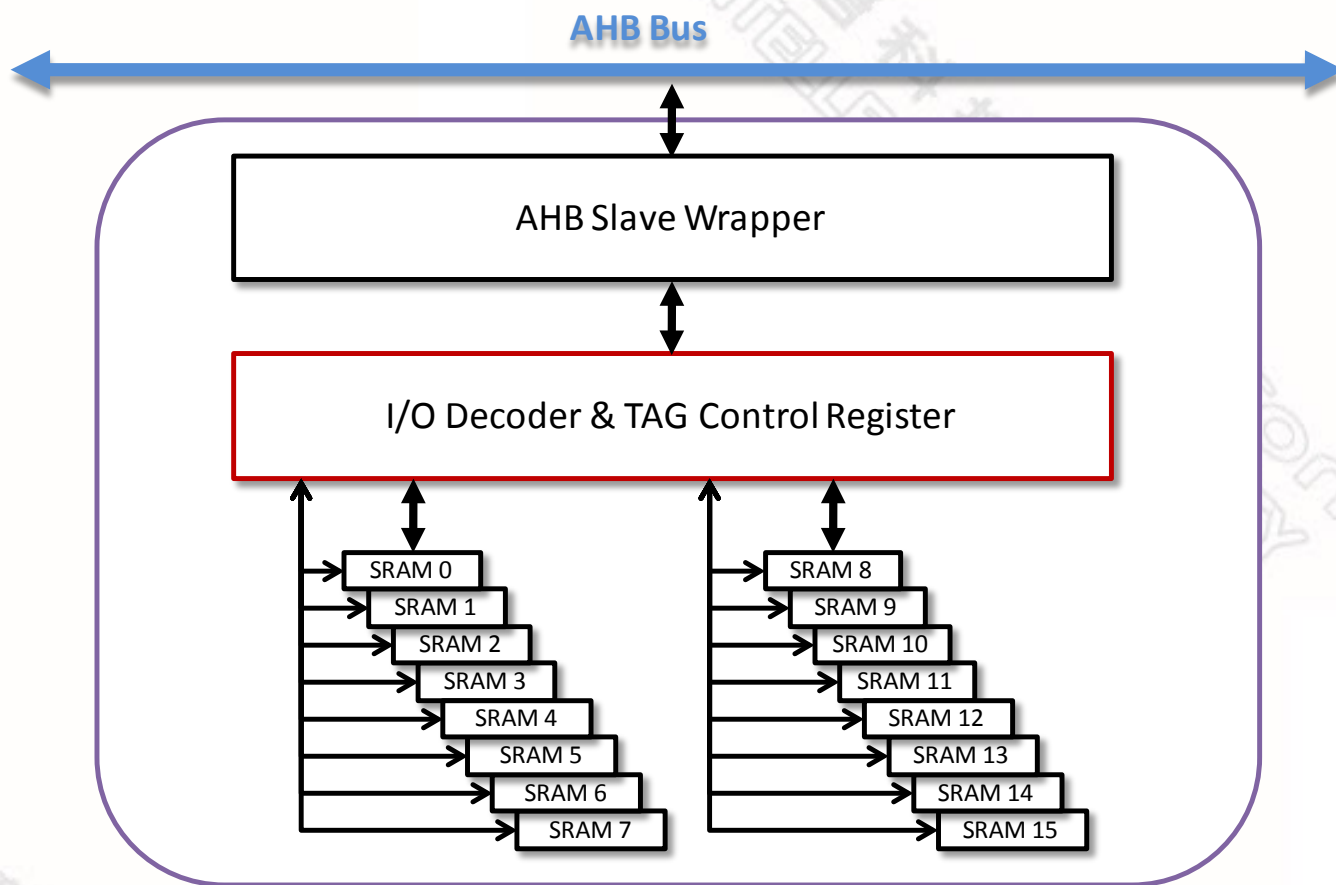 AHB Bus
AHB Slave Wrapper
I/O Decoder & TAG Control Register
SRAM 0
SRAM 1
SRAM 2
SRAM 3
SRAM 4
SRAM 5
SRAM 6
SRAM 7
SRAM 8
SRAM 9
SRAM 10
SRAM 11
SRAM 12
SRAM 13
SRAM 14
SRAM 15